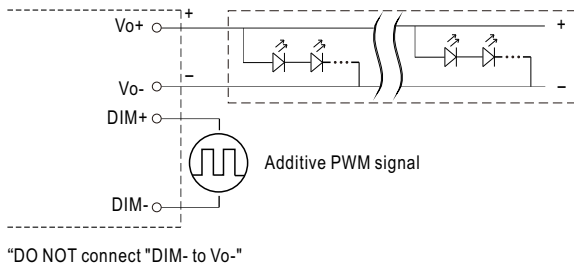 Vo+ + +
Vo- – –
DIM+
Additive PWM signal
DIM-
“DO NOT connect "DIM- to Vo-"